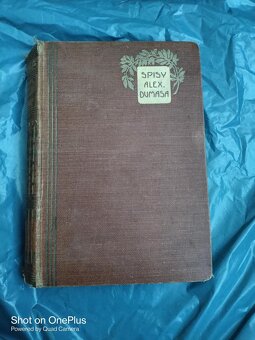 SPISY
ALEX.
DUMASA
Shot on OnePlus
Powered by Quad Camera